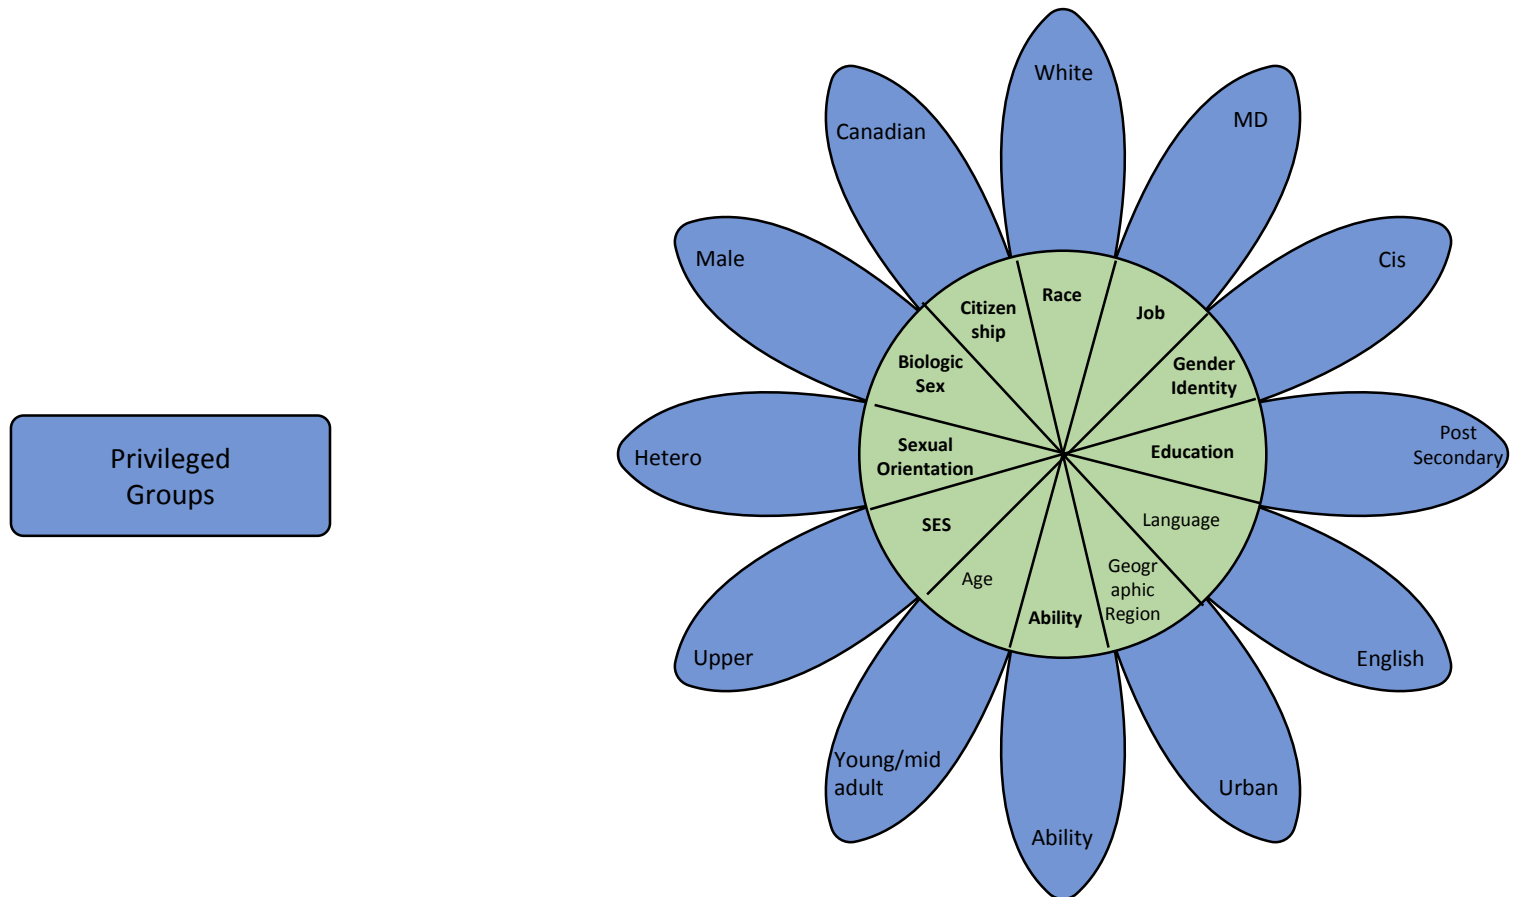 White
MD
Canadian
Male
Cis
Citizen
ship
Race
Job
Biologic
Sex
Gender
Identity
Privileged
Groups
Hetero
Sexual
Orientation
Education
Post
Secondary
SES
Language
Age
Geogr
aphic
Region
Ability
Upper
English
Young/mid
adult
Urban
Ability